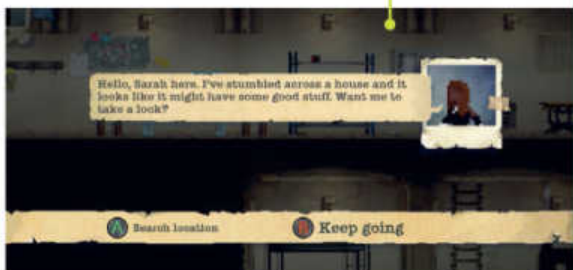 Hello, Sarah here. I've stumbled across a house and it
looks like it might have some good stuff. Want me to
take a look?
A Search location
B Keep going